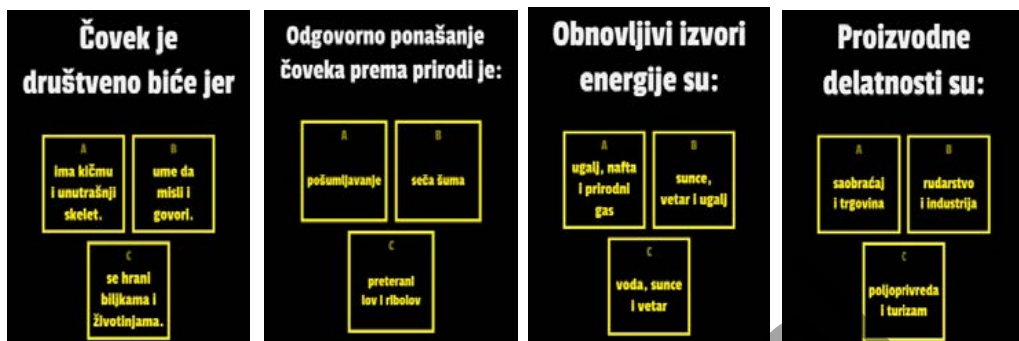 Čovek je
društveno biće jer
A
ima kičmu
i unutrašnji
skelet.
B
ume da
misli i
govori.
C
se hrani
biljkama i
životinjama.
Odgovorno ponašanje
čoveka prema prirodi je:
A
pošumljavanje
B
seča šuma
C
preterani
lov i ribolov
Obnovljivi izvori
energije su:
A
ugalj, nafta
i prirodni
gas
B
sunce,
vetar i ugalj
C
voda, sunce
i vetar
Proizvodne
delatnosti su:
A
saobraćaj
i trgovina
B
rudarstvo
i industrija
C
poljoprivreda
i turizam